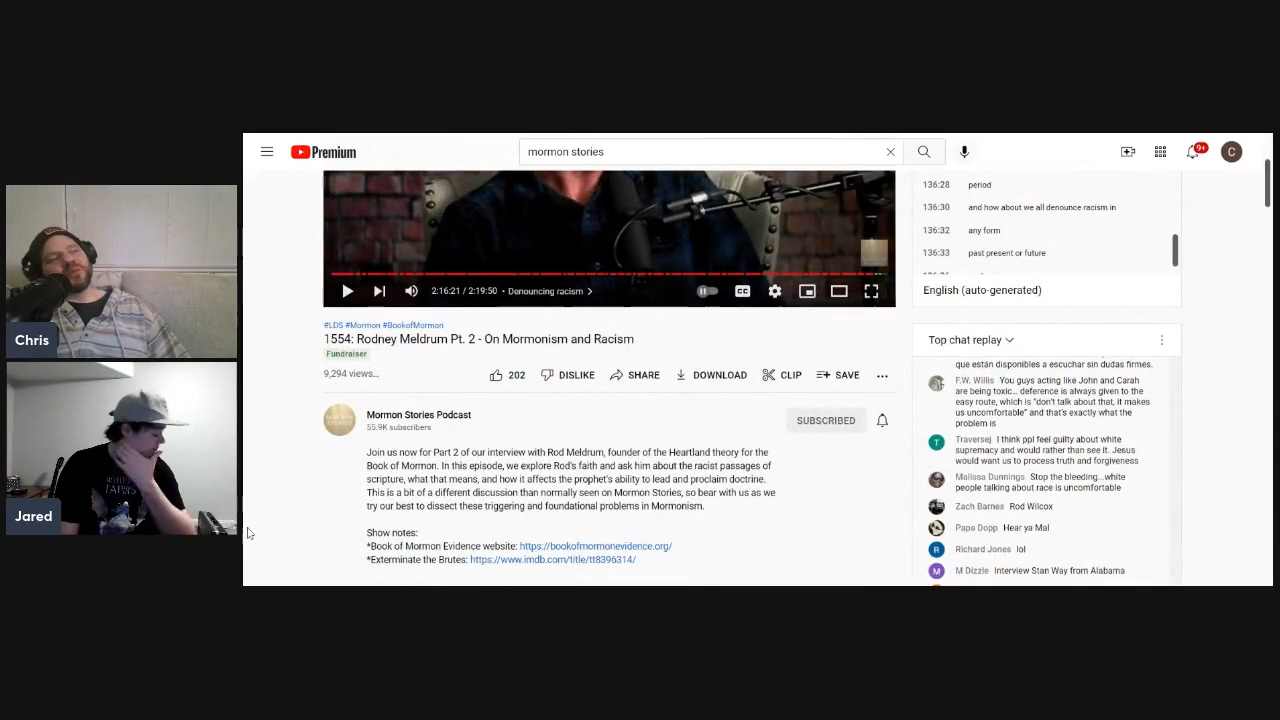 Premium
mormon stories
9+
C
2:16:21 / 2:19:50 • Denouncing racism
CC
#LDS #Mormon #BookofMormon
1554: Rodney Meldrum Pt. 2 - On Mormonism and Racism
Fundraiser
9,294 views...
202
DISLIKE
SHARE
DOWNLOAD
CLIP
SAVE
Mormon Stories Podcast
55.9K subscribers
SUBSCRIBED
Join us now for Part 2 of our interview with Rod Meldrum, founder of the Heartland theory for the
Book of Mormon. In this episode, we explore Rod's faith and ask him about the racist passages of
scripture, what that means, and how it affects the prophet's ability to lead and proclaim doctrine.
This is a bit of a different discussion than normally seen on Mormon Stories, so bear with us as we
try our best to dissect these triggering and foundational problems in Mormonism.
Show notes:
*Book of Mormon Evidence website: https://bookofmormonevidence.org/
*Exterminate the Brutes: https://www.imdb.com/title/tt8396314/
136:28 period
136:30 and how about we all denounce racism in
136:32 any form
136:33 past present or future
English (auto-generated)
Top chat replay
que están disponibles a escuchar sin dudas firmes.
F.W. Willis You guys acting like John and Carah
are being toxic... deference is always given to the
easy route, which is "don't talk about that, it makes
us uncomfortable" and that's exactly what the
problem is
T
Traversej I think ppl feel guilty about white
supremacy and would rather than see it. Jesus
would want us to process truth and forgiveness
Malissa Dunnings Stop the bleeding...white
people talking about race is uncomfortable
Zach Barnes Rod Wilcox
Papa Dopp Hear ya Mal
R
Richard Jones lol
M
M Dizzle Interview Stan Way from Alabama
Chris
Jared